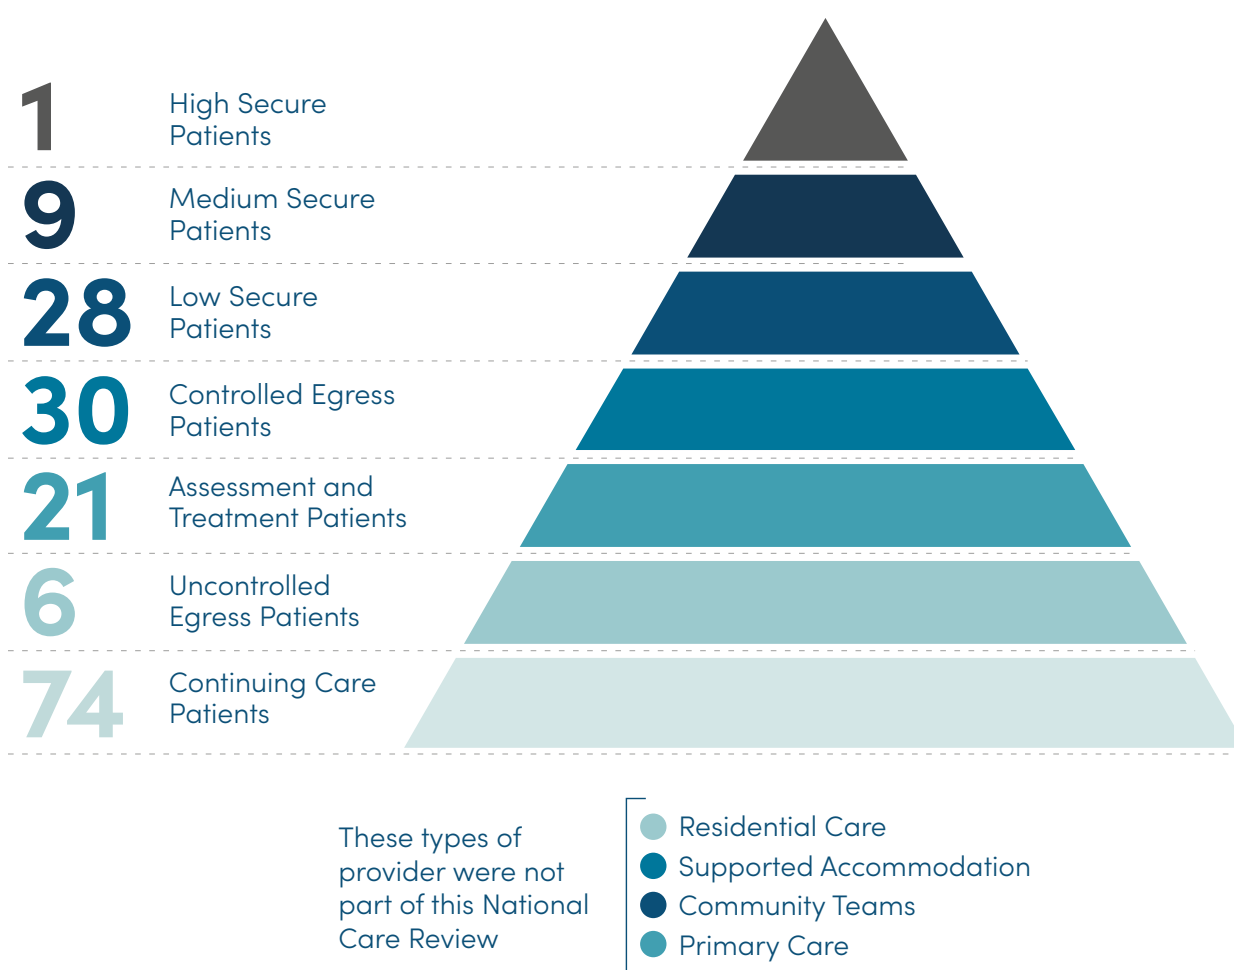 1
High Secure
Patients
9
Medium Secure
Patients
28
Low Secure
Patients
30
Controlled Egress
Patients
21
Assessment and
Treatment Patients
6
Uncontrolled
Egress Patients
74
Continuing Care
Patients
These types of
provider were not
part of this National
Care Review
Residential Care
Supported Accommodation
Community Teams
Primary Care